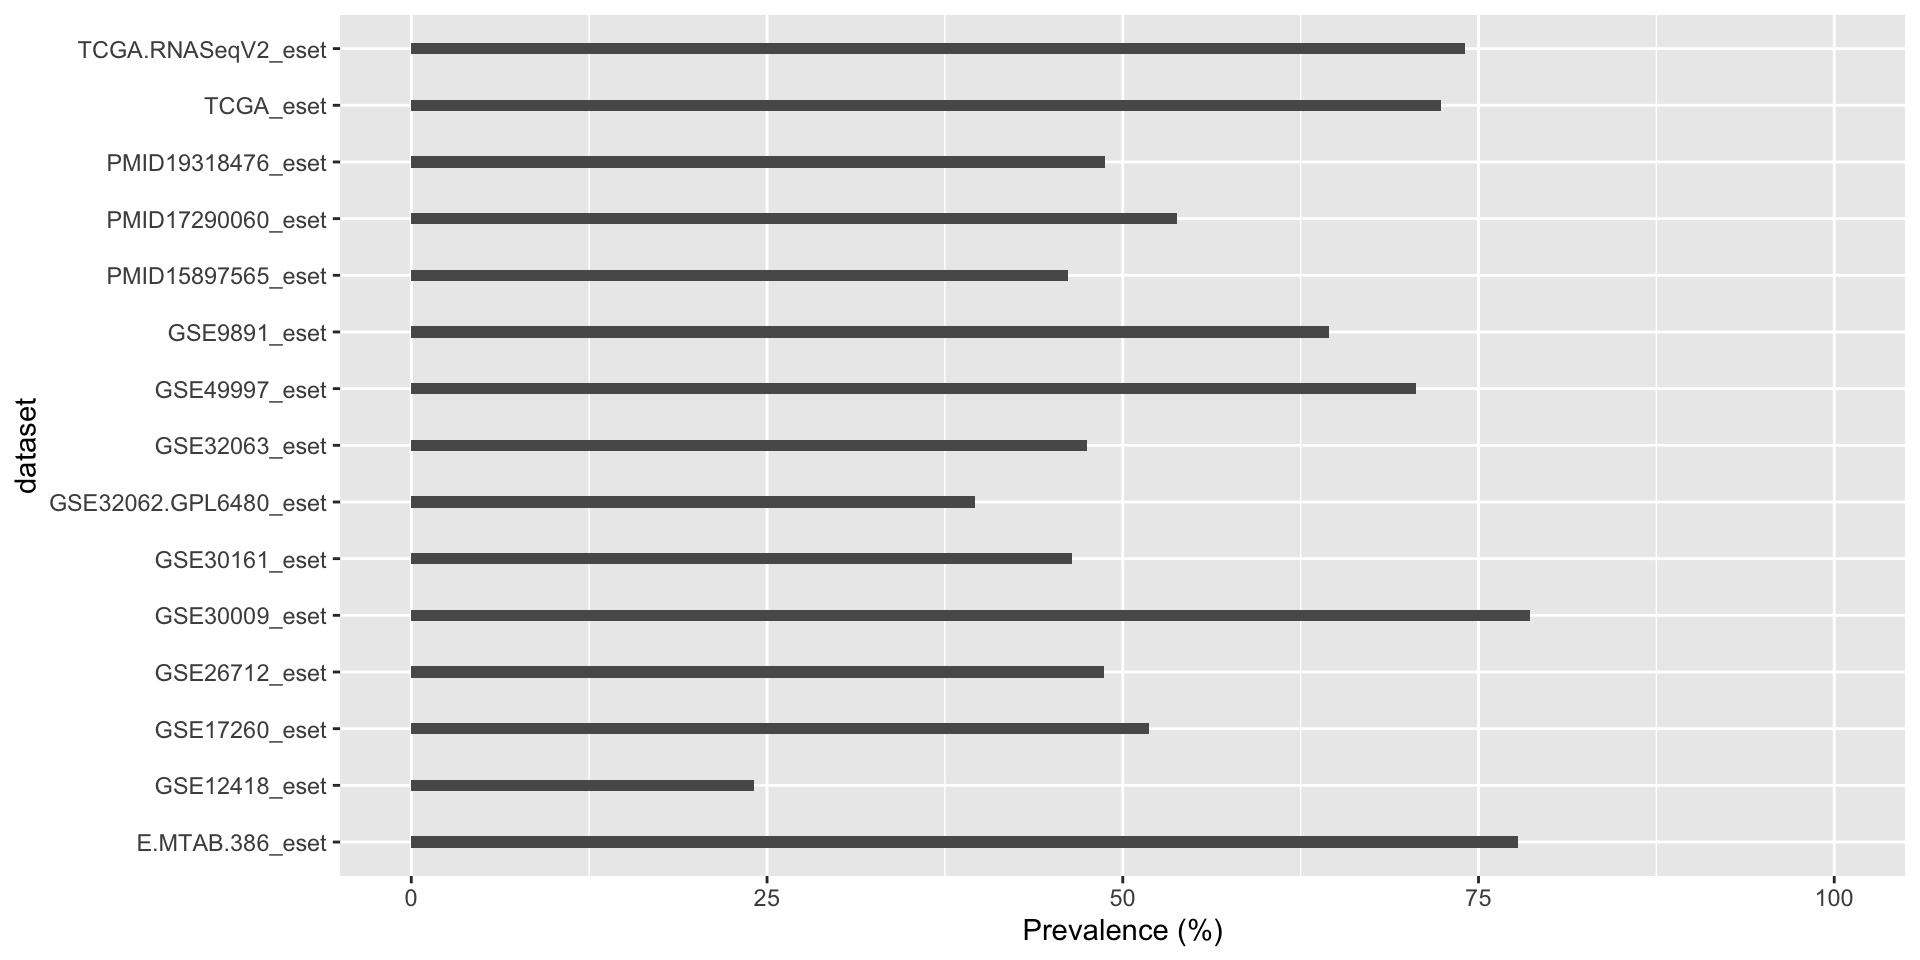 TCGA.RNASeqV2_eset
TCGA_eset
PMID19318476_eset
PMID17290060_eset
PMID15897565_eset
GSE9891_eset
GSE49997_eset
GSE32063_eset
GSE32062.GPL6480_eset
GSE30161_eset
GSE30009_eset
GSE26712_eset
GSE17260_eset
GSE12418_eset
E.MTAB.386_eset
dataset
0 25 50 75 100
Prevalence (%)